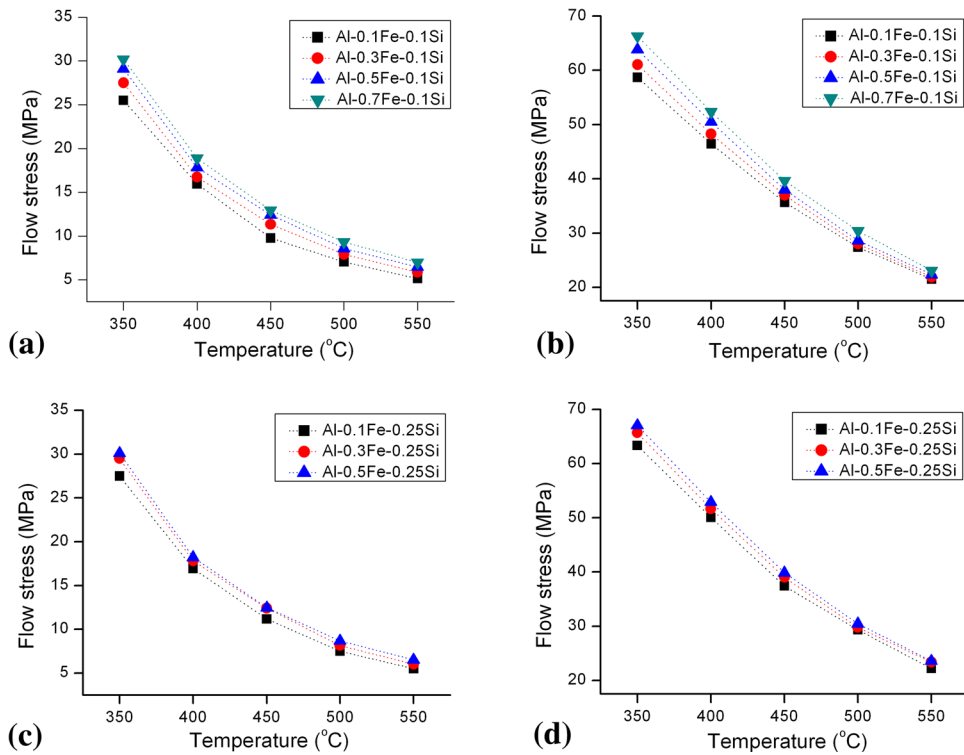 35
30
25
20
15
10
5
Flow stress (MPa)
Al-0.1Fe-0.1Si
Al-0.3Fe-0.1Si
Al-0.5Fe-0.1Si
Al-0.7Fe-0.1Si
350 400 450 500 550
Temperature (°C)
(a)
70
60
50
40
30
20
Flow stress (MPa)
Al-0.1Fe-0.1Si
Al-0.3Fe-0.1Si
Al-0.5Fe-0.1Si
Al-0.7Fe-0.1Si
350 400 450 500 550
Temperature (°C)
(b)
35
30
25
20
15
10
5
Flow stress (MPa)
Al-0.1Fe-0.25Si
Al-0.3Fe-0.25Si
Al-0.5Fe-0.25Si
350 400 450 500 550
Temperature (°C)
(c)
70
60
50
40
30
20
Flow stress (MPa)
Al-0.1Fe-0.25Si
Al-0.3Fe-0.25Si
Al-0.5Fe-0.25Si
350 400 450 500 550
Temperature (°C)
(d)